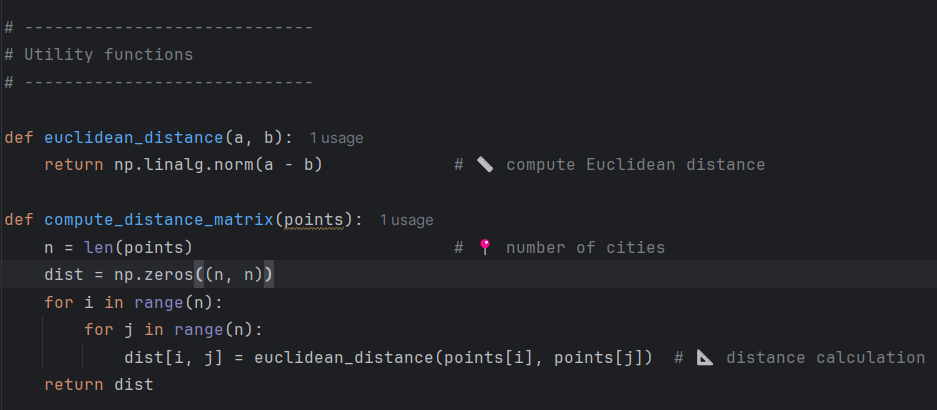 # -----------------------------
# Utility functions
# -----------------------------
def euclidean_distance(a, b): 1 usage
    return np.linalg.norm(a - b)             # 📏 compute Euclidean distance
def compute_distance_matrix(points): 1 usage
    n = len(points)                          # 📍 number of cities
    dist = np.zeros((n, n))
    for i in range(n):
        for j in range(n):
            dist[i, j] = euclidean_distance(points[i], points[j])  # 📐 distance calculation
    return dist